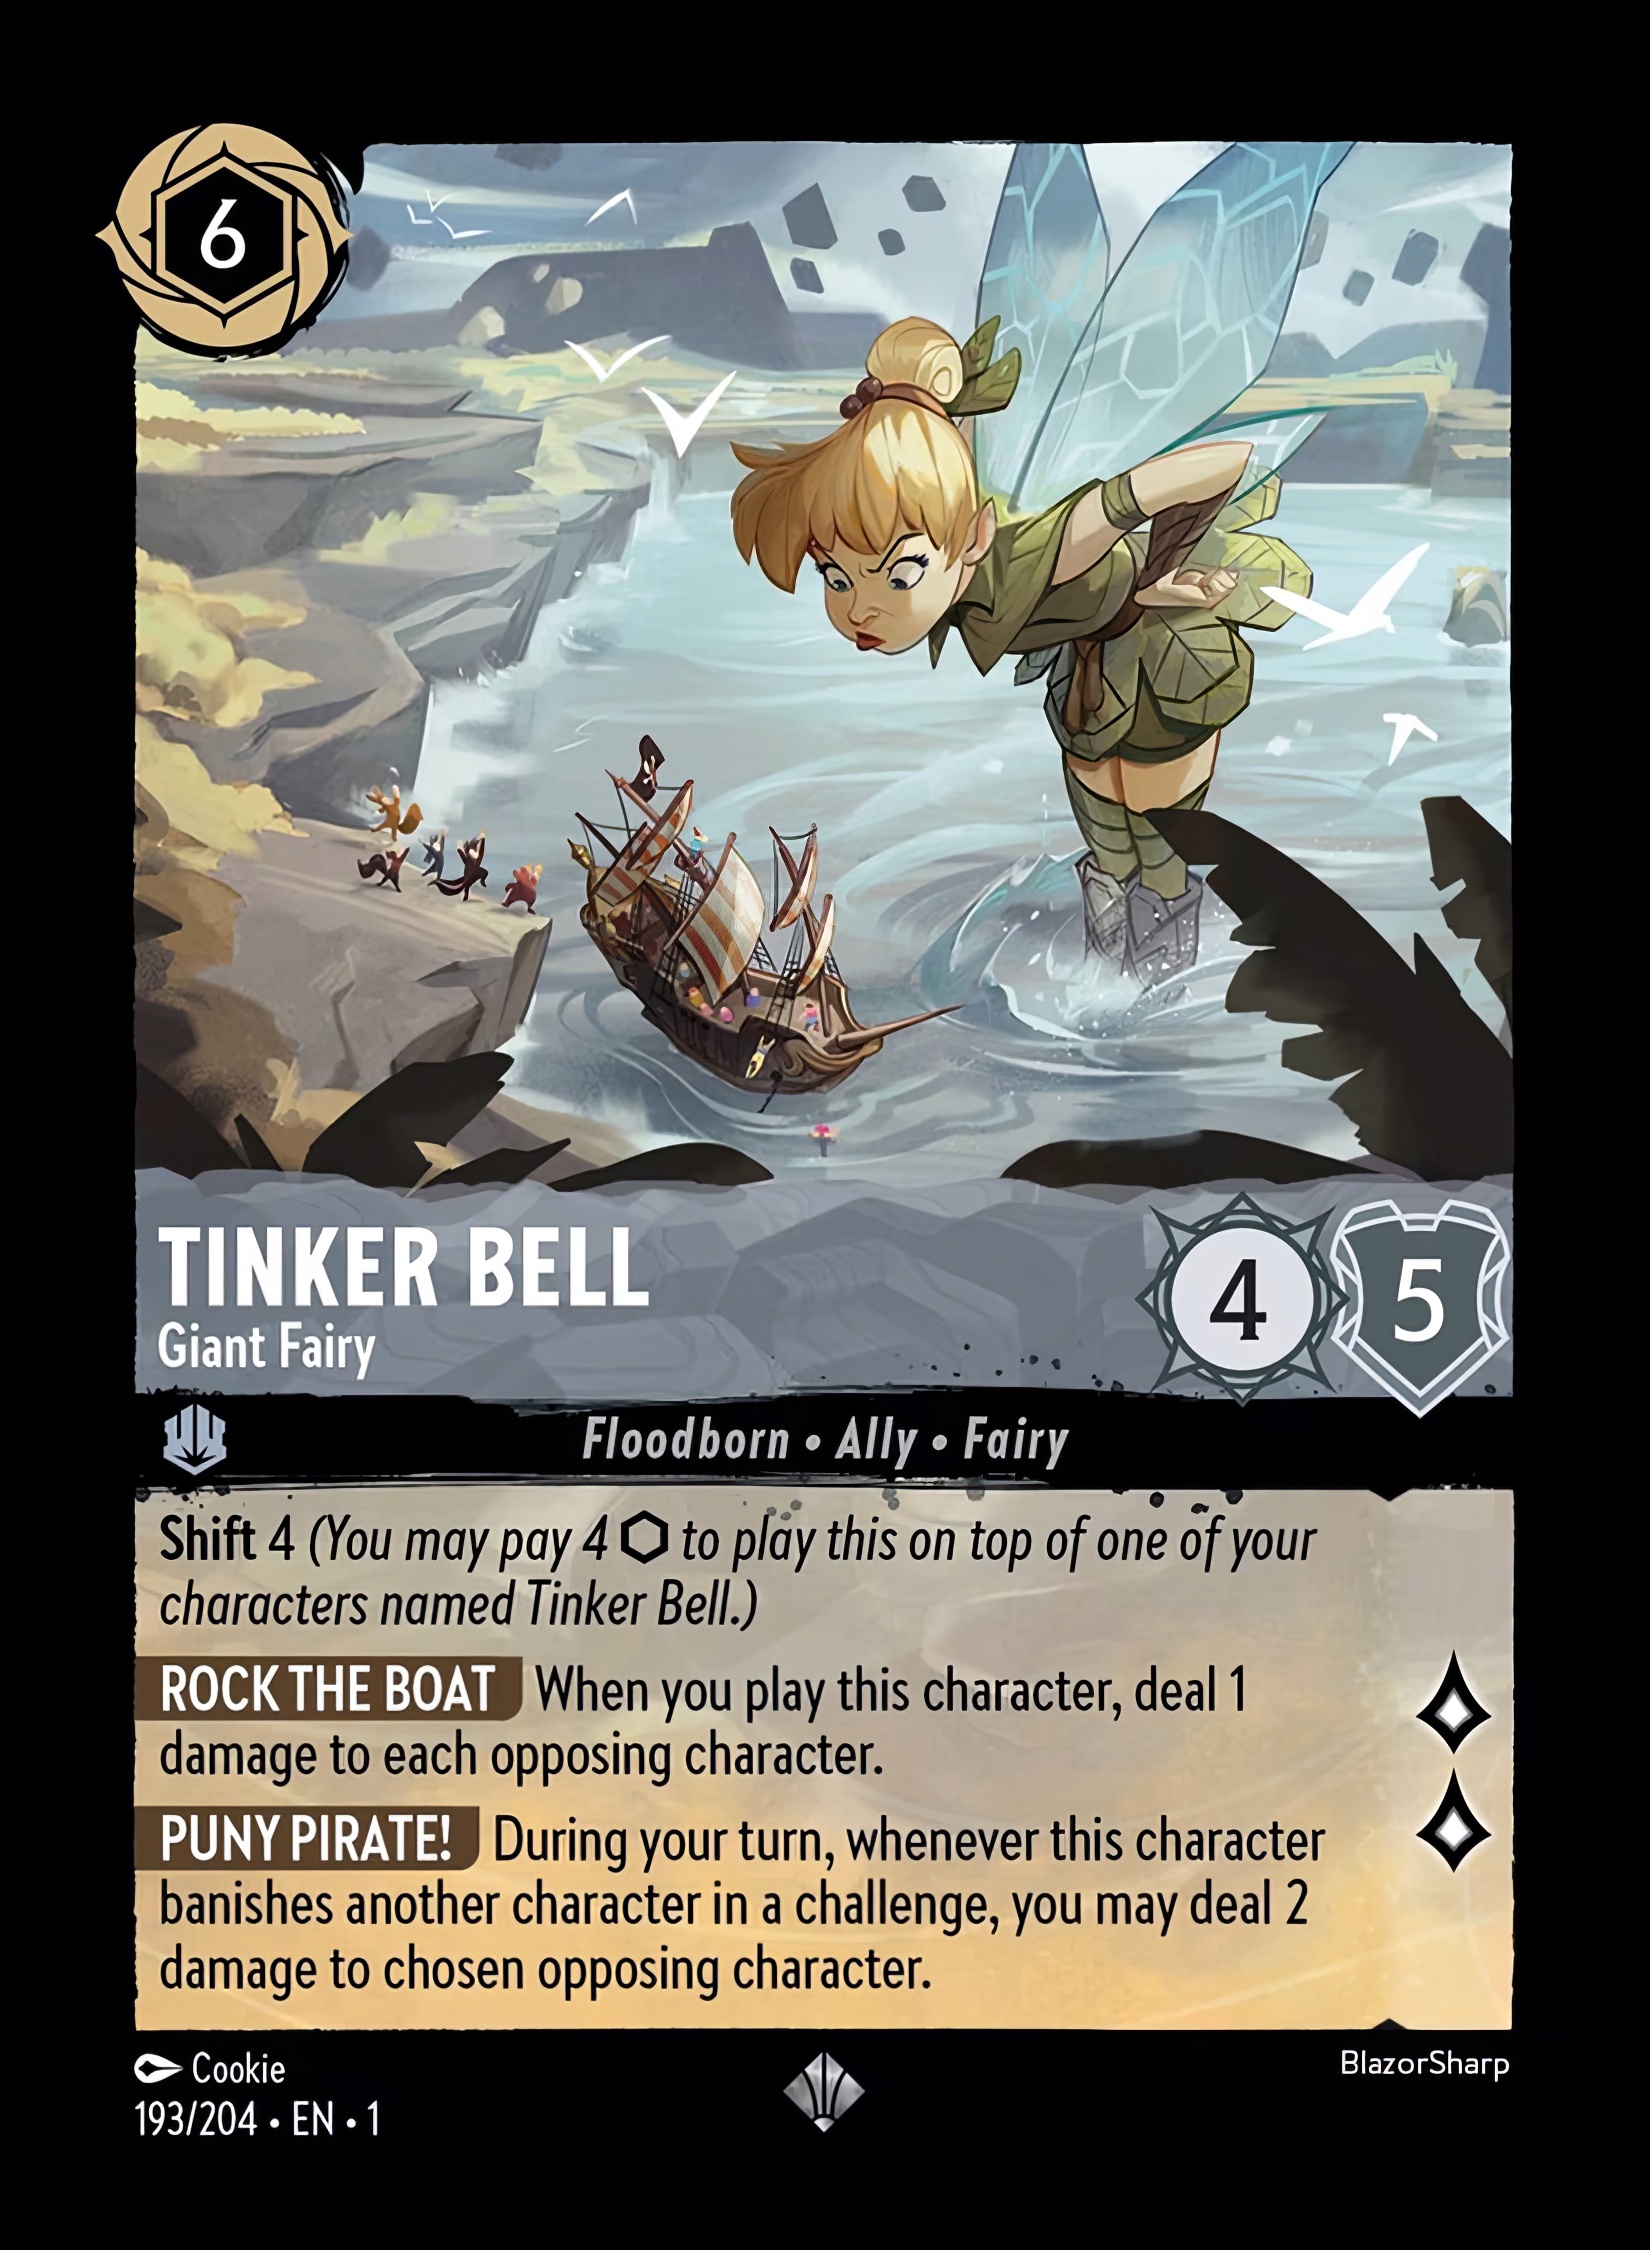 6
TINKER BELL
Giant Fairy
4
5
Floodborn • Ally • Fairy
Shift 4 (You may pay 4 ⬡ to play this on top of one of your
characters named Tinker Bell.)
ROCK THE BOAT When you play this character, deal 1
damage to each opposing character.
PUNY PIRATE! During your turn, whenever this character
banishes another character in a challenge, you may deal 2
damage to chosen opposing character.
Cookie
BlazorSharp
193/204 • EN • 1